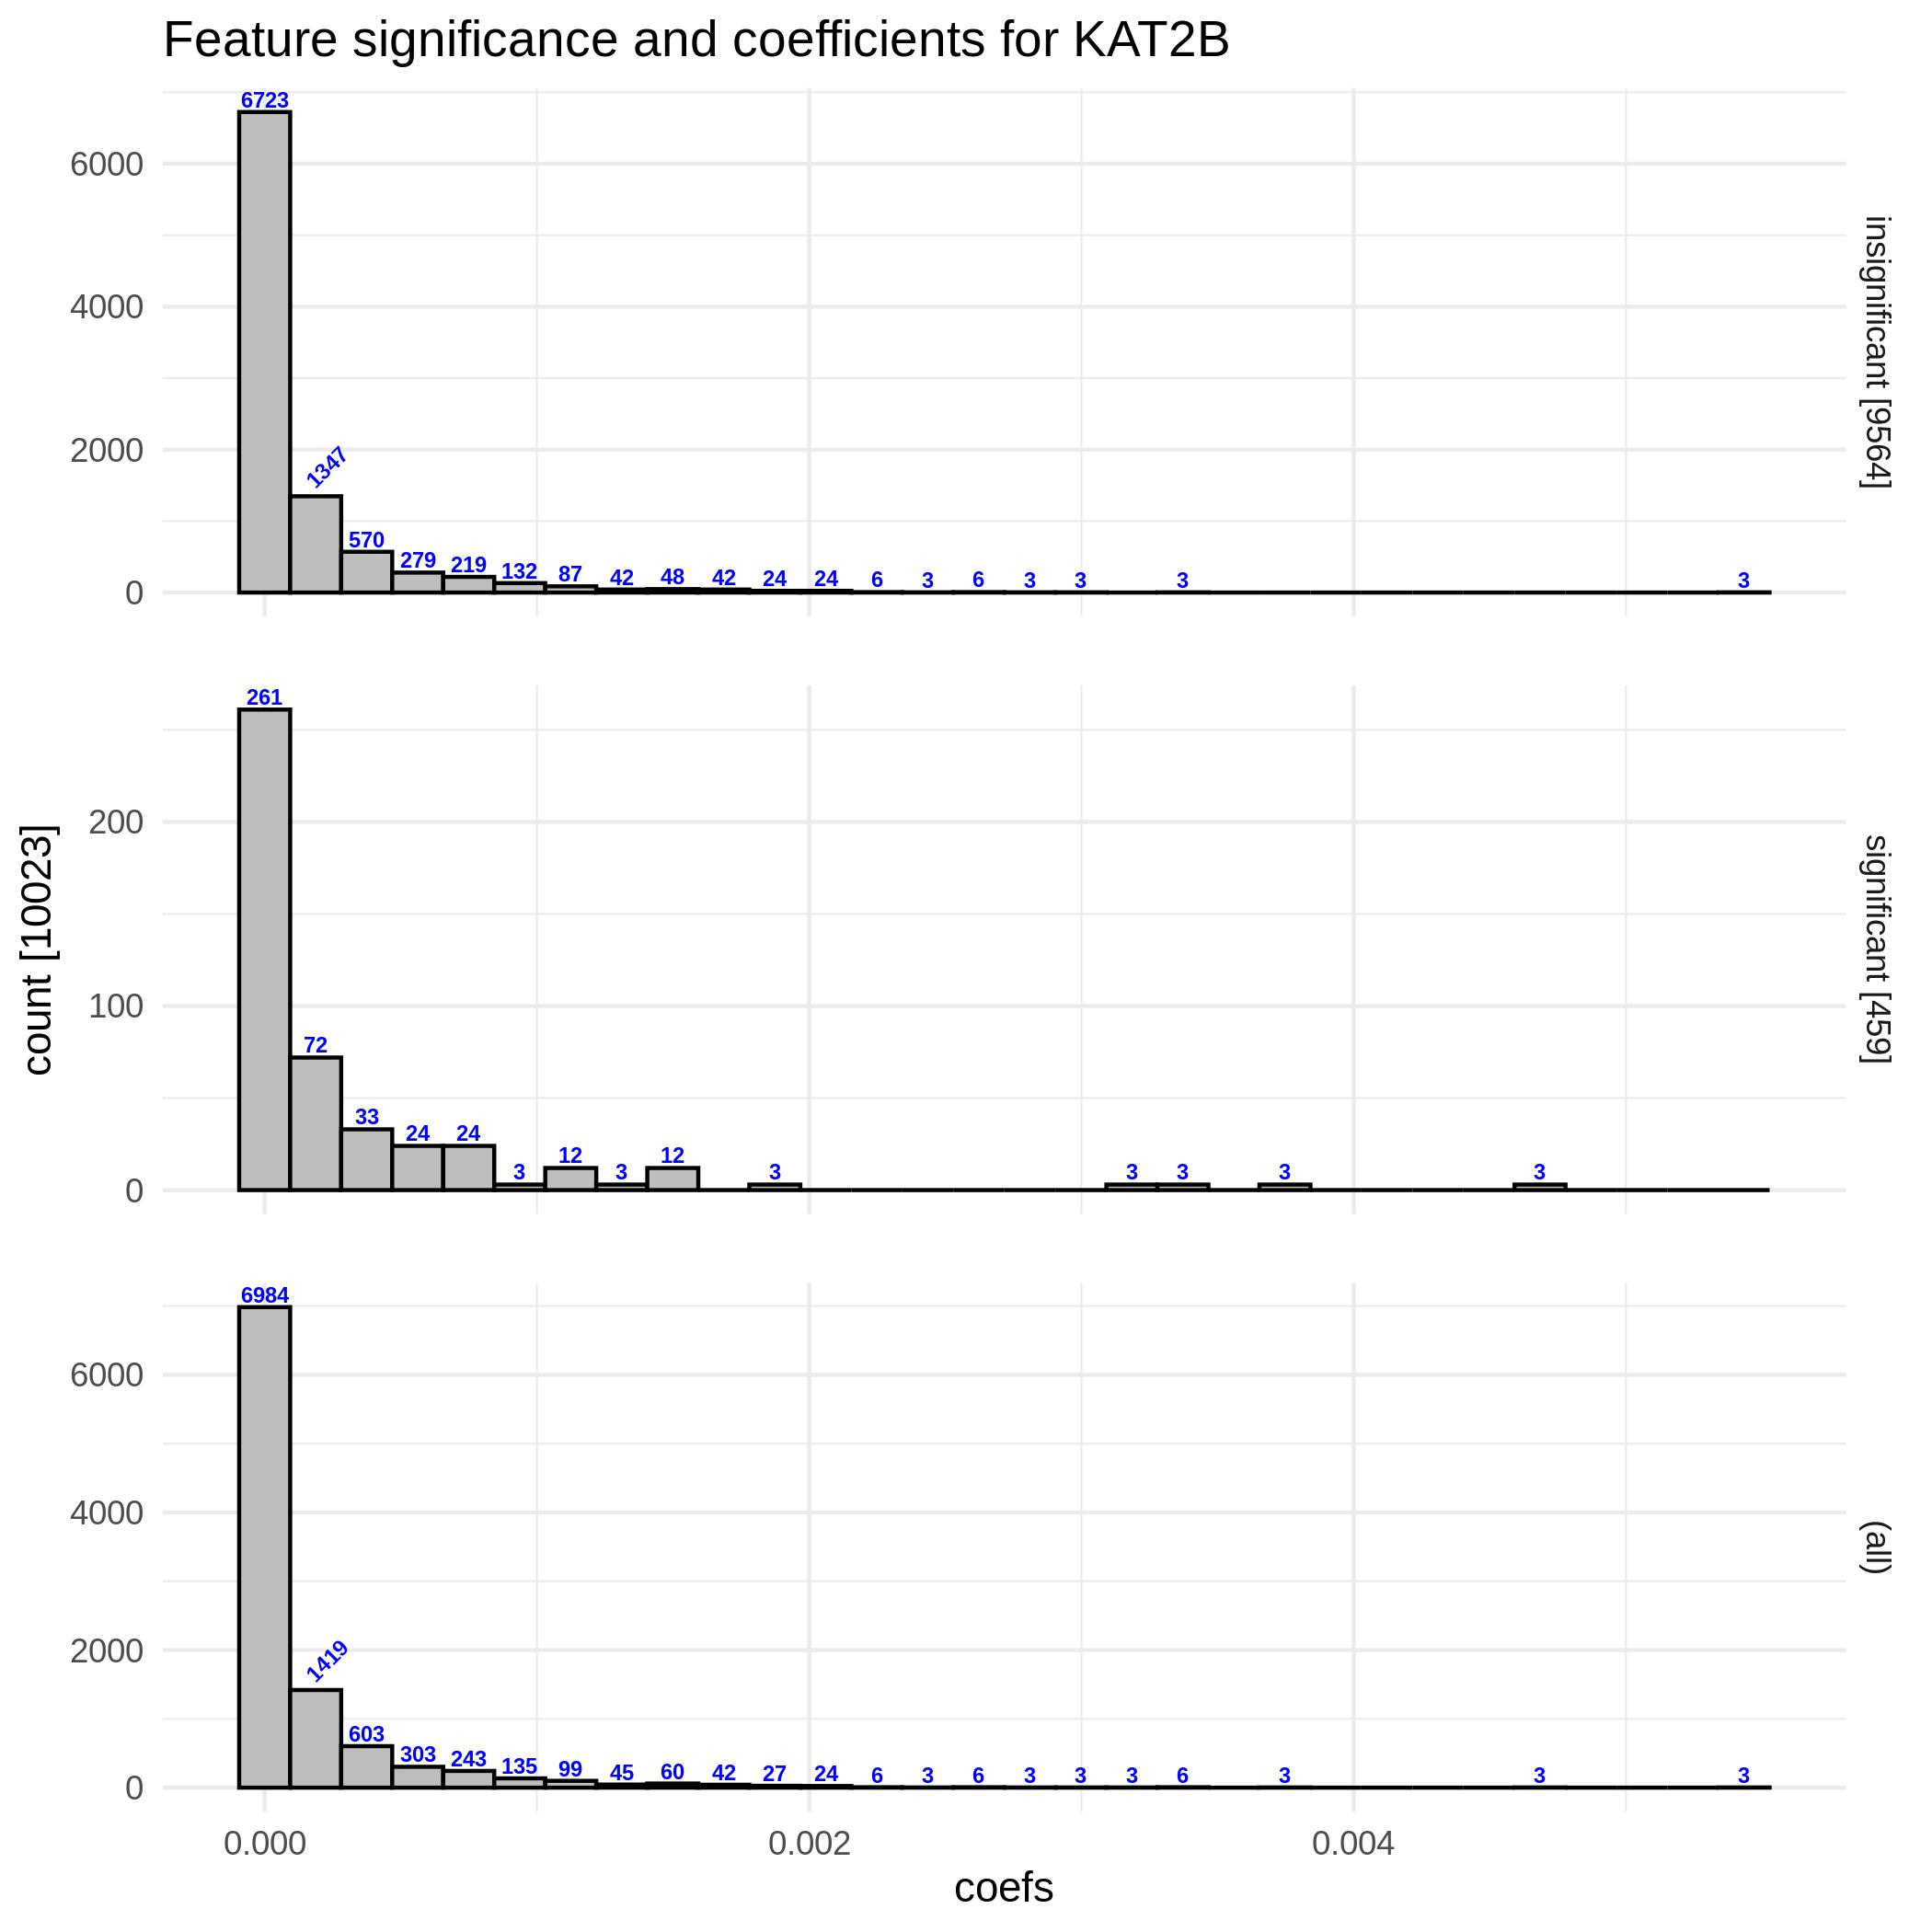 Feature significance and coefficients for KAT2B
6723
6000
4000
2000
0
1347
570 279 219 132 87 42 48 42 24 24 6 3 6 3 3 3 3
insignificant [9564]
261
200
100
0
72
33 24 24 3 12 3 12 3 3 3 3 3
significant [459]
count [10023]
6984
6000
4000
2000
0
1419
603 303 243 135 99 45 60 42 27 24 6 3 6 3 3 3 6 3 3 3
(all)
0.000 0.002 0.004
coefs